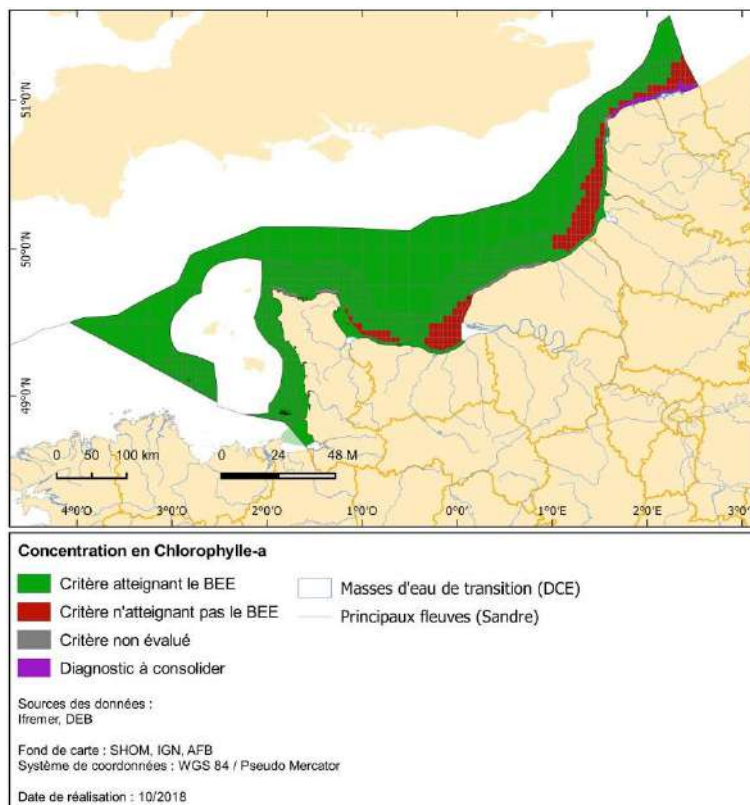 51°0'N
50°0'N
49°0'N
0 50 100 km
0 24 48 M
4°0'O 3°0'O 2°0'O 1°0'O 0°0' 1°0'E 2°0'E 3°0'E
Concentration en Chlorophylle-a
Critère atteignant le BEE
Critère n'atteignant pas le BEE
Critère non évalué
Diagnostic à consolider
Masses d'eau de transition (DCE)
Principaux fleuves (Sandre)
Sources des données :
Ifremer, DEB
Fond de carte : SHOM, IGN, AFB
Système de coordonnées : WGS 84 / Pseudo Mercator
Date de réalisation : 10/2018